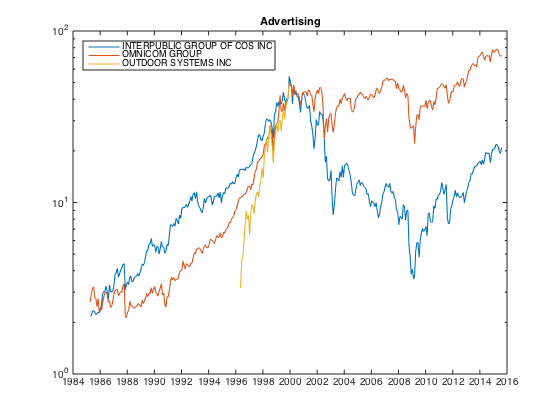 Advertising
10^2
INTERPUBLIC GROUP OF COS INC
OMNICOM GROUP
OUTDOOR SYSTEMS INC
10^1
10^0
1984 1986 1988 1990 1992 1994 1996 1998 2000 2002 2004 2006 2008 2010 2012 2014 2016